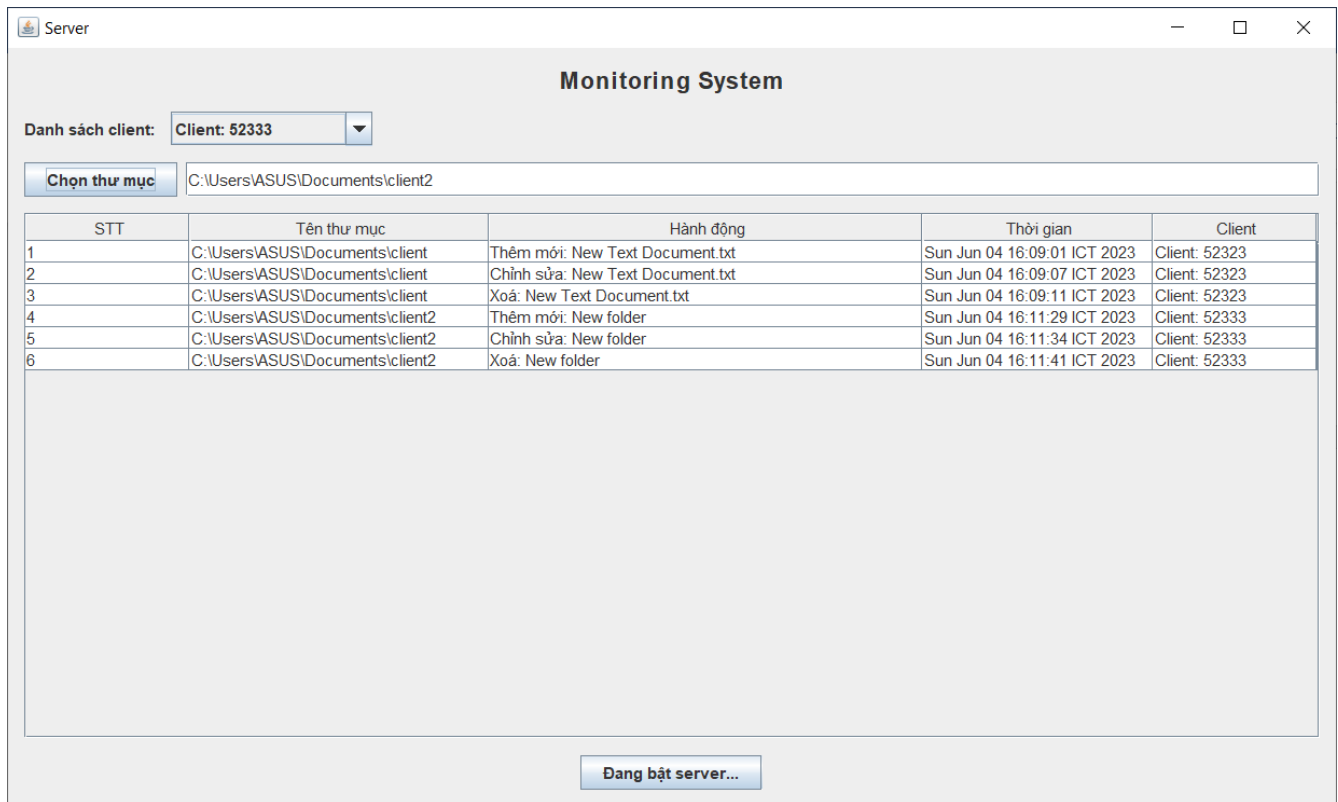 Server
Monitoring System
Danh sách client: Client: 52333
Chọn thư mục C:\Users\ASUS\Documents\client2
STT Tên thư mục Hành động Thời gian Client
1 C:\Users\ASUS\Documents\client Thêm mới: New Text Document.txt Sun Jun 04 16:09:01 ICT 2023 Client: 52323
2 C:\Users\ASUS\Documents\client Chỉnh sửa: New Text Document.txt Sun Jun 04 16:09:07 ICT 2023 Client: 52323
3 C:\Users\ASUS\Documents\client Xoá: New Text Document.txt Sun Jun 04 16:09:11 ICT 2023 Client: 52323
4 C:\Users\ASUS\Documents\client2 Thêm mới: New folder Sun Jun 04 16:11:29 ICT 2023 Client: 52333
5 C:\Users\ASUS\Documents\client2 Chỉnh sửa: New folder Sun Jun 04 16:11:34 ICT 2023 Client: 52333
6 C:\Users\ASUS\Documents\client2 Xoá: New folder Sun Jun 04 16:11:41 ICT 2023 Client: 52333
Đang bật server...